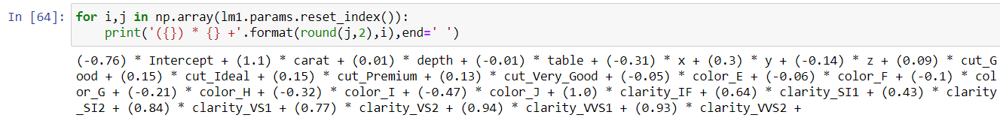 In [64]: for i,j in np.array(lm1.params.reset_index()):
print('({}) * {} +'.format(round(j,2),i),end=' ')
(-0.76) * Intercept + (1.1) * carat + (0.01) * depth + (-0.01) * table + (-0.31) * x + (0.3) * y + (-0.14) * z + (0.09) * cut_G
ood + (0.15) * cut_Ideal + (0.15) * cut_Premium + (0.13) * cut_Very_Good + (-0.05) * color_E + (-0.06) * color_F + (-0.1) * col
or_G + (-0.21) * color_H + (-0.32) * color_I + (-0.47) * color_J + (1.0) * clarity_IF + (0.64) * clarity_SI1 + (0.43) * clarity
_SI2 + (0.84) * clarity_VS1 + (0.77) * clarity_VS2 + (0.94) * clarity_VVS1 + (0.93) * clarity_VVS2 +